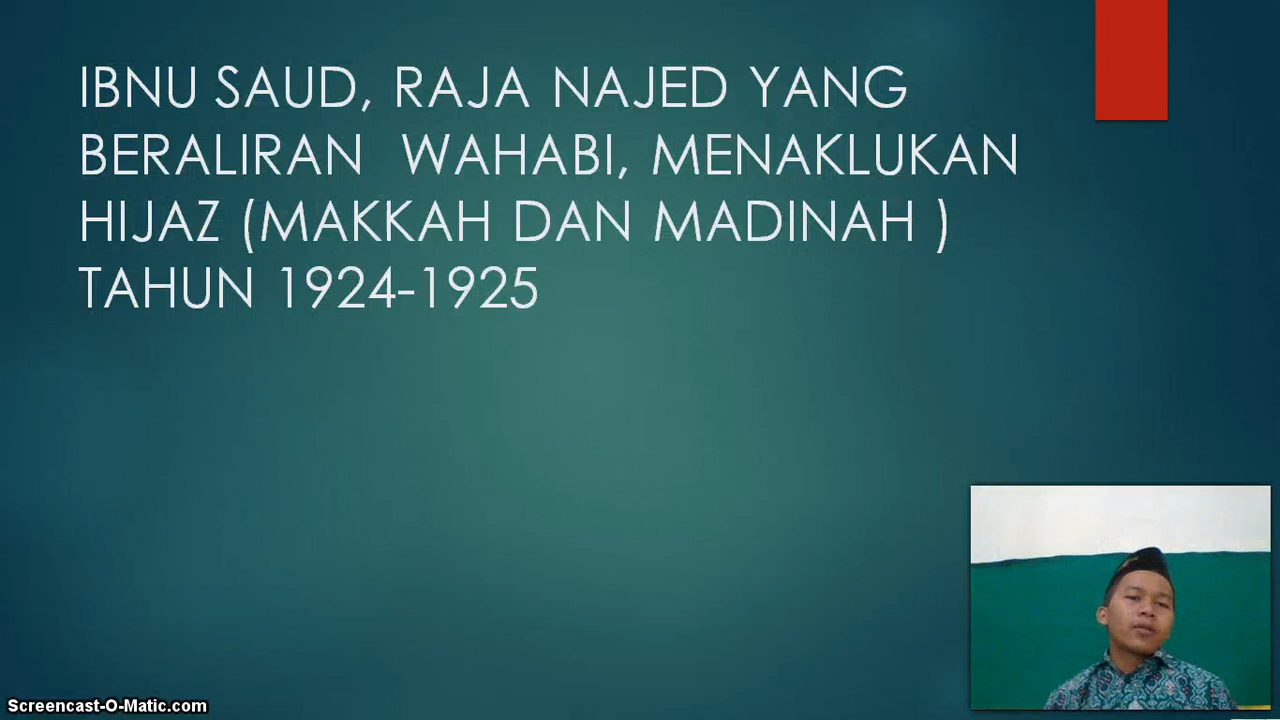 IBNU SAUD, RAJA NAJED YANG
BERALIRAN WAHABI, MENAKLUKAN
HIJAZ (MAKKAH DAN MADINAH )
TAHUN 1924-1925
Screencast-O-Matic.com